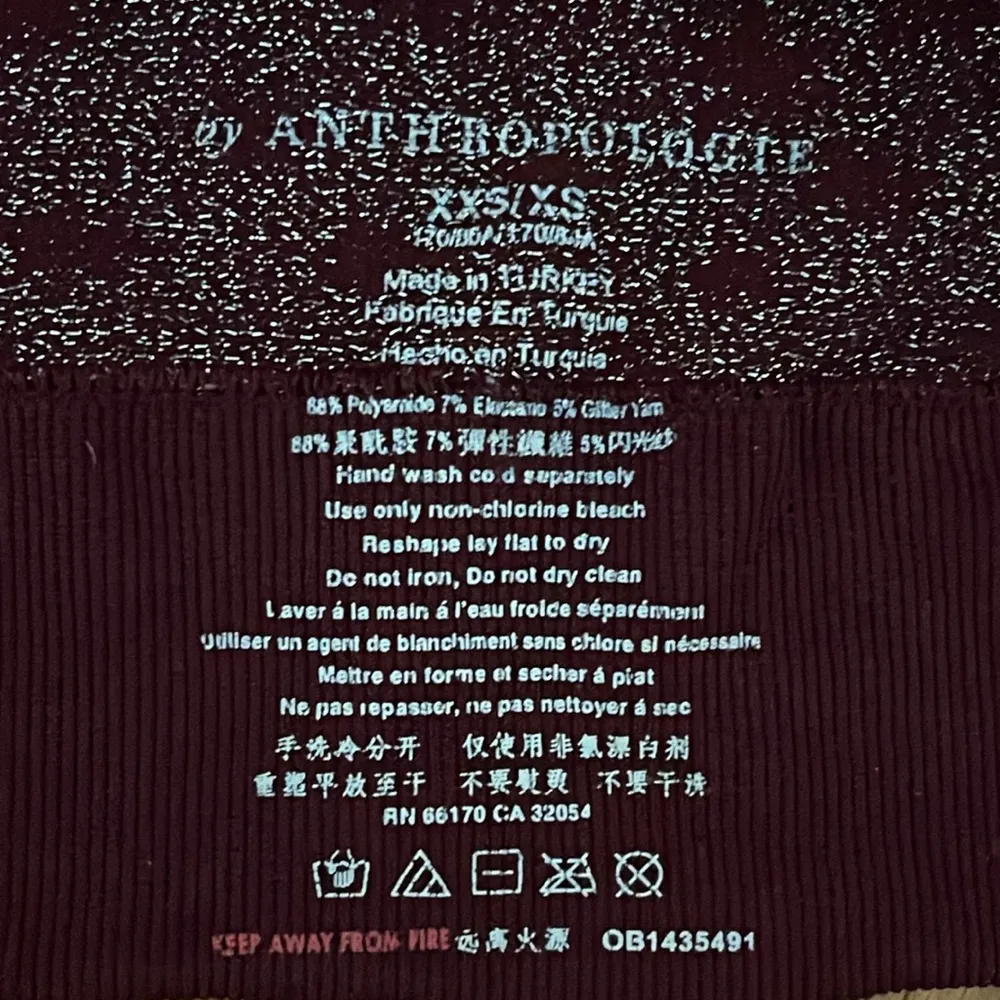 by ANTHROPOLOGIE
XXS/XS
Made in TURKEY
Fabriqué En Turquie
Hecho en Turquia
88% Polyamide 7% Elastane 5% Glitter Yarn
88% 聚酰胺 7% 彈性纖維 5% 闪光纱
Hand wash cold separately
Use only non-chlorine bleach
Reshape lay flat to dry
Do not iron, Do not dry clean
Laver á la main á l'eau froide séparément
Utiliser un agent de blanchiment sans chlore si nécessaire
Mettre en forme et secher á plat
Ne pas repasser, ne pas nettoyer á sec
手洗冷分开 仅使用非氯漂白剂
重塑平放至干 不要熨烫 不要干洗
RN 66170 CA 32054
KEEP AWAY FROM FIRE 远离火源 OB1435491